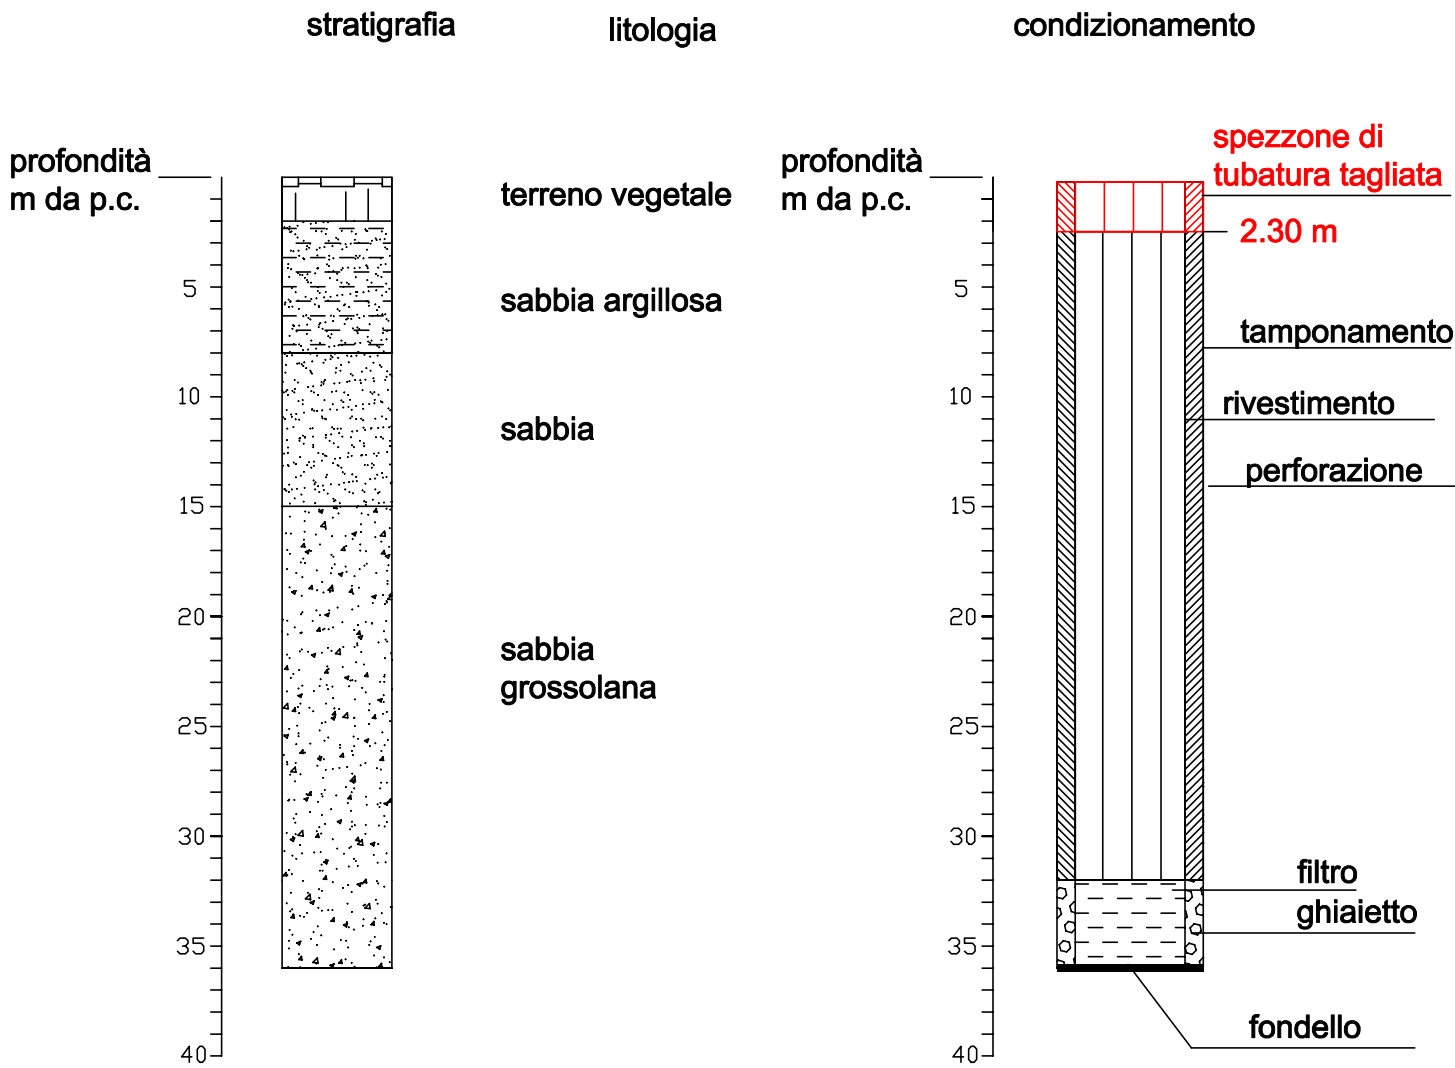 stratigrafia
litologia
condizionamento
profondità
m da p.c.
5
10
15
20
25
30
35
40
terreno vegetale
sabbia argillosa
sabbia
sabbia
grossolana
profondità
m da p.c.
5
10
15
20
25
30
35
40
spezzone di
tubatura tagliata
2.30 m
tamponamento
rivestimento
perforazione
filtro
ghiaietto
fondello